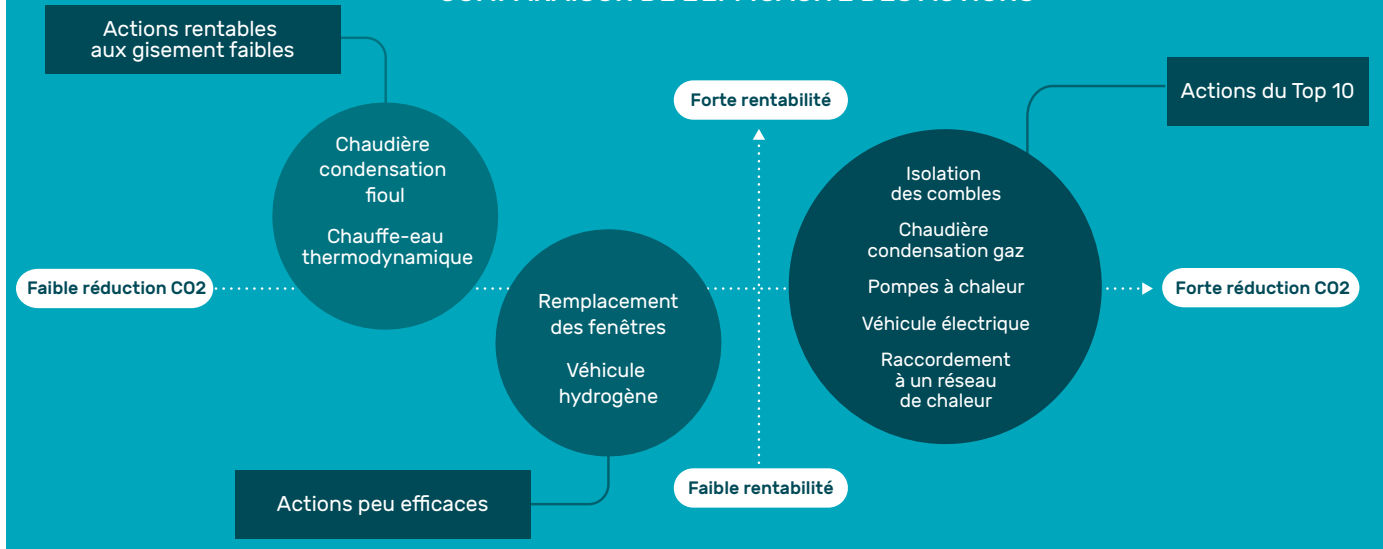 Actions rentables
aux gisement faibles
Forte rentabilité
Actions du Top 10
Chaudière
condensation
fioul
Chauffe-eau
thermodynamique
Isolation
des combles
Chaudière
condensation gaz
Pompes à chaleur
Véhicule électrique
Raccordement
à un réseau
de chaleur
Faible réduction CO2
Forte réduction CO2
Remplacement
des fenêtres
Véhicule
hydrogène
Faible rentabilité
Actions peu efficaces